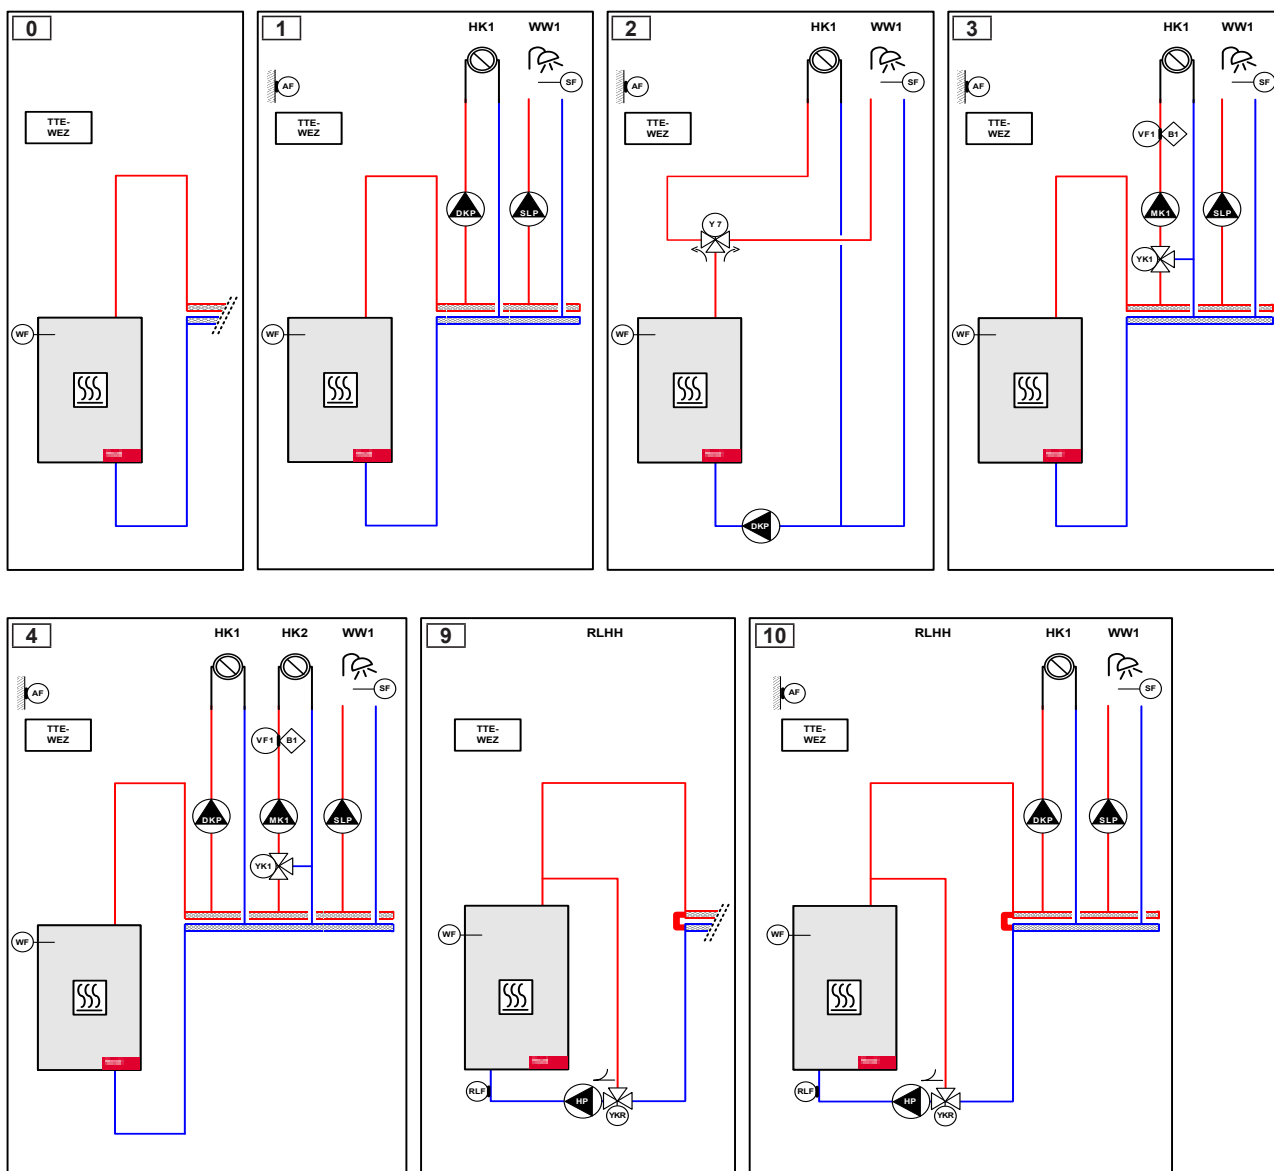 0
TTE-
WEZ
WF
1
HK1
WW1
AF
SF
TTE-
WEZ
DKP
SLP
WF
2
HK1
WW1
AF
SF
TTE-
WEZ
Y7
WF
DKP
3
HK1
WW1
AF
SF
TTE-
WEZ
VF1
B1
MK1
SLP
YK1
WF
4
HK1
HK2
WW1
AF
SF
TTE-
WEZ
VF1
B1
DKP
MK1
SLP
YK1
WF
9
RLHH
TTE-
WEZ
WF
RLF
HP
YKR
10
RLHH
HK1
WW1
AF
SF
TTE-
WEZ
DKP
SLP
WF
RLF
HP
YKR